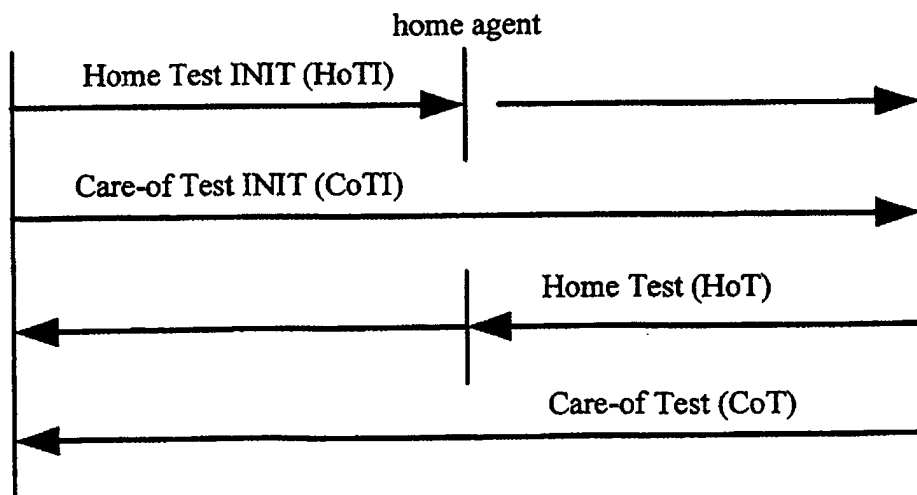 home agent
Home Test INIT (HoTI)
Care-of Test INIT (CoTI)
Home Test (HoT)
Care-of Test (CoT)